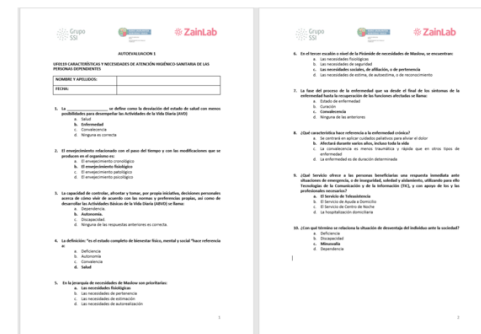 Grupo
SSI
ZainLab
AUTOEVALUACION 1
UF0119 CARACTERÍSTICAS Y NECESIDADES DE ATENCIÓN HIGIÉNICO-SANITARIA DE LAS
PERSONAS DEPENDIENTES
NOMBRE Y APELLIDOS:
FECHA:
1. La ______________ se define como la desviación del estado de salud con menos
posibilidades para desempeñar las Actividades de la Vida Diaria (AVD)
a. Salud
b. Enfermedad
c. Convalecencia
d. Ninguna es correcta
2. El envejecimiento relacionado con el paso del tiempo y con las modificaciones que se
producen en el organismo es:
a. El envejecimiento cronológico
b. El envejecimiento fisiológico
c. El envejecimiento patológico
d. El envejecimiento psicológico
3. La capacidad de controlar, afrontar y tomar, por propia iniciativa, decisiones personales
acerca de cómo vivir de acuerdo con las normas y preferencias propias, así como de
desarrollar las Actividades Básicas de la Vida Diaria (ABVD) es llama:
a. Dependencia.
b. Autonomía.
c. Discapacidad
d. Ninguna de las respuestas anteriores es correcta.
4. La definición: "es el estado completo de bienestar físico, mental y social "hace referencia
a:
a. Deficiencia
b. Autonomía
c. Convalencia
d. Salud
5. En la jerarquía de necesidades de Maslow son prioritarias:
a. Las necesidades fisiológicas
b. Las necesidades de pertenencia
c. Las necesidades de estimación
d. Las necesidades de autorrealización
1
Grupo
SSI
ZainLab
6. En el tercer escalón o nivel de la Pirámide de necesidades de Maslow, se encuentran:
a. Las necesidades fisiológicas
b. Las necesidades de seguridad
c. Las necesidades sociales, de afiliación, o de pertenencia
d. Las necesidades de estima, de autoestima, o de reconocimiento
7. La fase del proceso de la enfermedad que va desde el final de los síntomas de la
enfermedad hasta la recuperación de las funciones afectadas se llama:
a. Estado de enfermedad
b. Curación
c. Convalecencia
d. Ninguna de las anteriores
8. ¿Qué característica hace referencia a la enfermedad crónica?
a. Se centrará en aplicar cuidados paliativos para aliviar el dolor
b. Afectará durante varios años, incluso toda la vida
c. La convalecencia es menos traumática y rápida que en otros tipos de
enfermedad
d. La enfermedad es de duración determinada
9. ¿Qué Servicio ofrece a las personas beneficiarias una respuesta inmediata ante
situaciones de emergencia, o de inseguridad, soledad y aislamiento, utilizando para ello
Tecnologías de la Comunicación y de la Información (TIC), y con apoyo de los y las
profesionales necesarios?
a. El Servicio de Teleasistencia
b. El Servicio de Ayuda a Domicilio
c. El Servicio de Centro de Noche
d. La hospitalización domiciliaria
10. ¿Con qué término se relaciona la situación de desventaja del individuo ante la sociedad?
a. Deficiencia
b. Discapacidad
c. Minusvalía
d. Dependencia
2